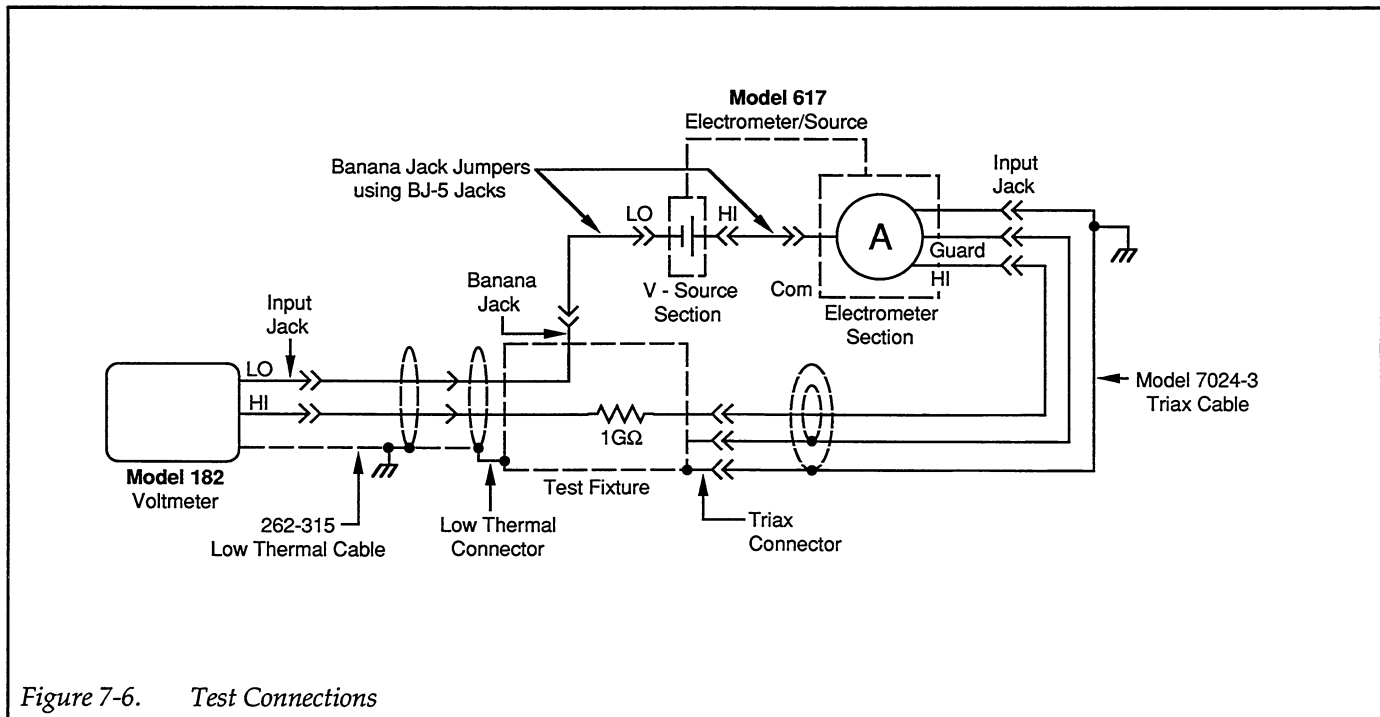 Model 617
Electrometer/Source
Banana Jack Jumpers
using BJ-5 Jacks
Input
Jack
LO
HI
A
Guard
HI
Com
V - Source
Section
Electrometer
Section
Banana
Jack
Input
Jack
LO
HI
1GΩ
Model 182
Voltmeter
Test Fixture
Model 7024-3
Triax Cable
262-315
Low Thermal Cable
Low Thermal
Connector
Triax
Connector
Figure 7-6. Test Connections